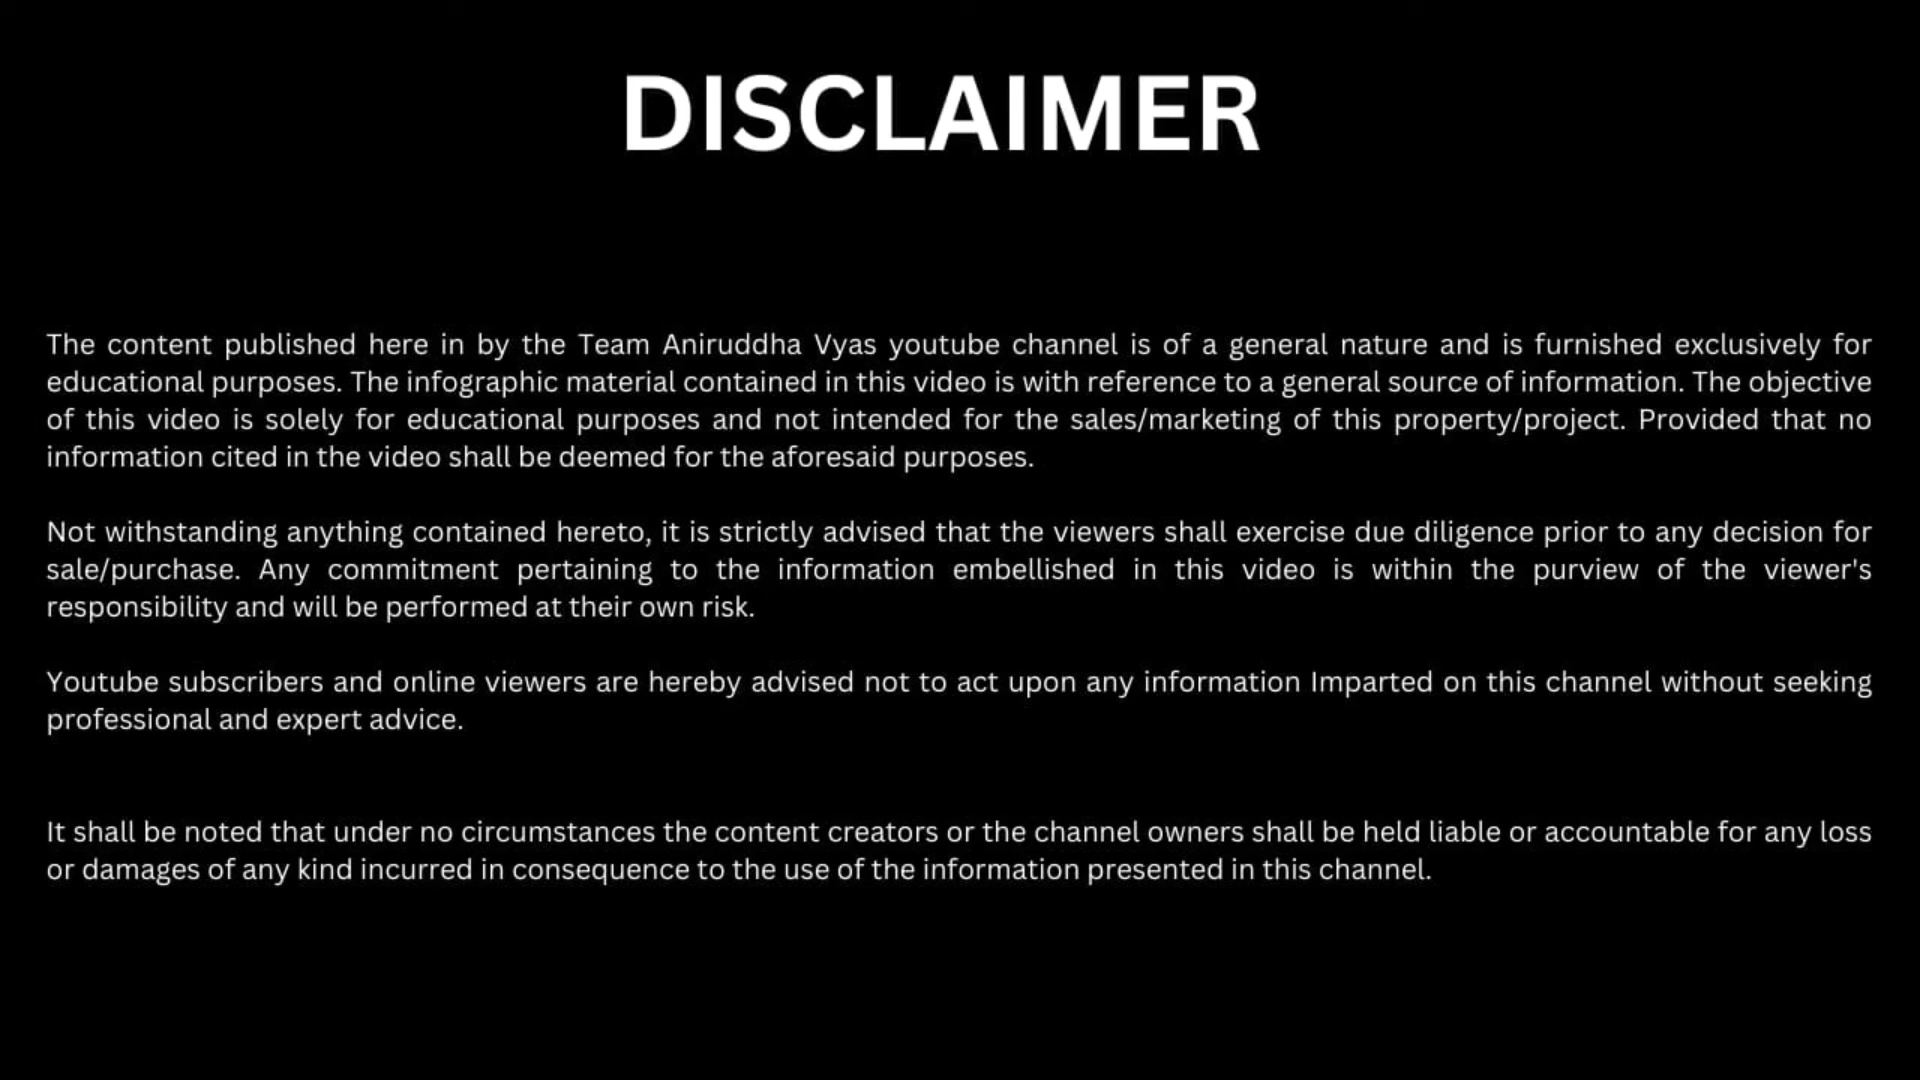 DISCLAIMER
The content published here in by the Team Aniruddha Vyas youtube channel is of a general nature and is furnished exclusively for
educational purposes. The infographic material contained in this video is with reference to a general source of information. The objective
of this video is solely for educational purposes and not intended for the sales/marketing of this property/project. Provided that no
information cited in the video shall be deemed for the aforesaid purposes.
Not withstanding anything contained hereto, it is strictly advised that the viewers shall exercise due diligence prior to any decision for
sale/purchase. Any commitment pertaining to the information embellished in this video is within the purview of the viewer's
responsibility and will be performed at their own risk.
Youtube subscribers and online viewers are hereby advised not to act upon any information Imparted on this channel without seeking
professional and expert advice.
It shall be noted that under no circumstances the content creators or the channel owners shall be held liable or accountable for any loss
or damages of any kind incurred in consequence to the use of the information presented in this channel.